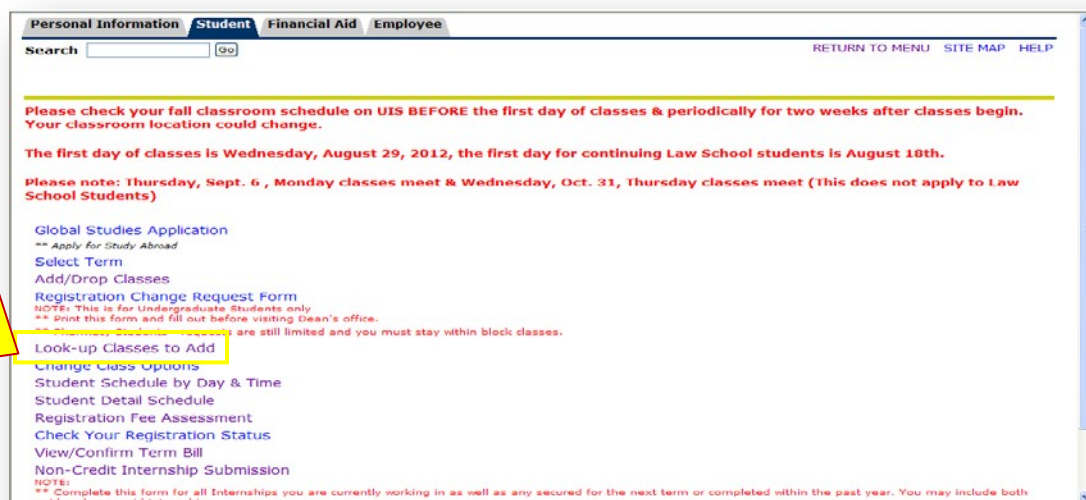 Personal Information Student Financial Aid Employee
Search Go RETURN TO MENU SITE MAP HELP
Please check your fall classroom schedule on UIS BEFORE the first day of classes & periodically for two weeks after classes begin.
Your classroom location could change.
The first day of classes is Wednesday, August 29, 2012, the first day for continuing Law School students is August 18th.
Please note: Thursday, Sept. 6 , Monday classes meet & Wednesday, Oct. 31, Thursday classes meet (This does not apply to Law
School Students)
Global Studies Application
** Apply for Study Abroad
Select Term
Add/Drop Classes
Registration Change Request Form
NOTE: This is for Undergraduate Students only
** Print this form and fill out before visiting Dean's office.
** Pharmacy Students - requests are still limited and you must stay within block classes.
Look-up Classes to Add
Change Class Options
Student Schedule by Day & Time
Student Detail Schedule
Registration Fee Assessment
Check Your Registration Status
View/Confirm Term Bill
Non-Credit Internship Submission
NOTE:
** Complete this form for all Internships you are currently working in as well as any secured for the next term or completed within the past year. You may include both